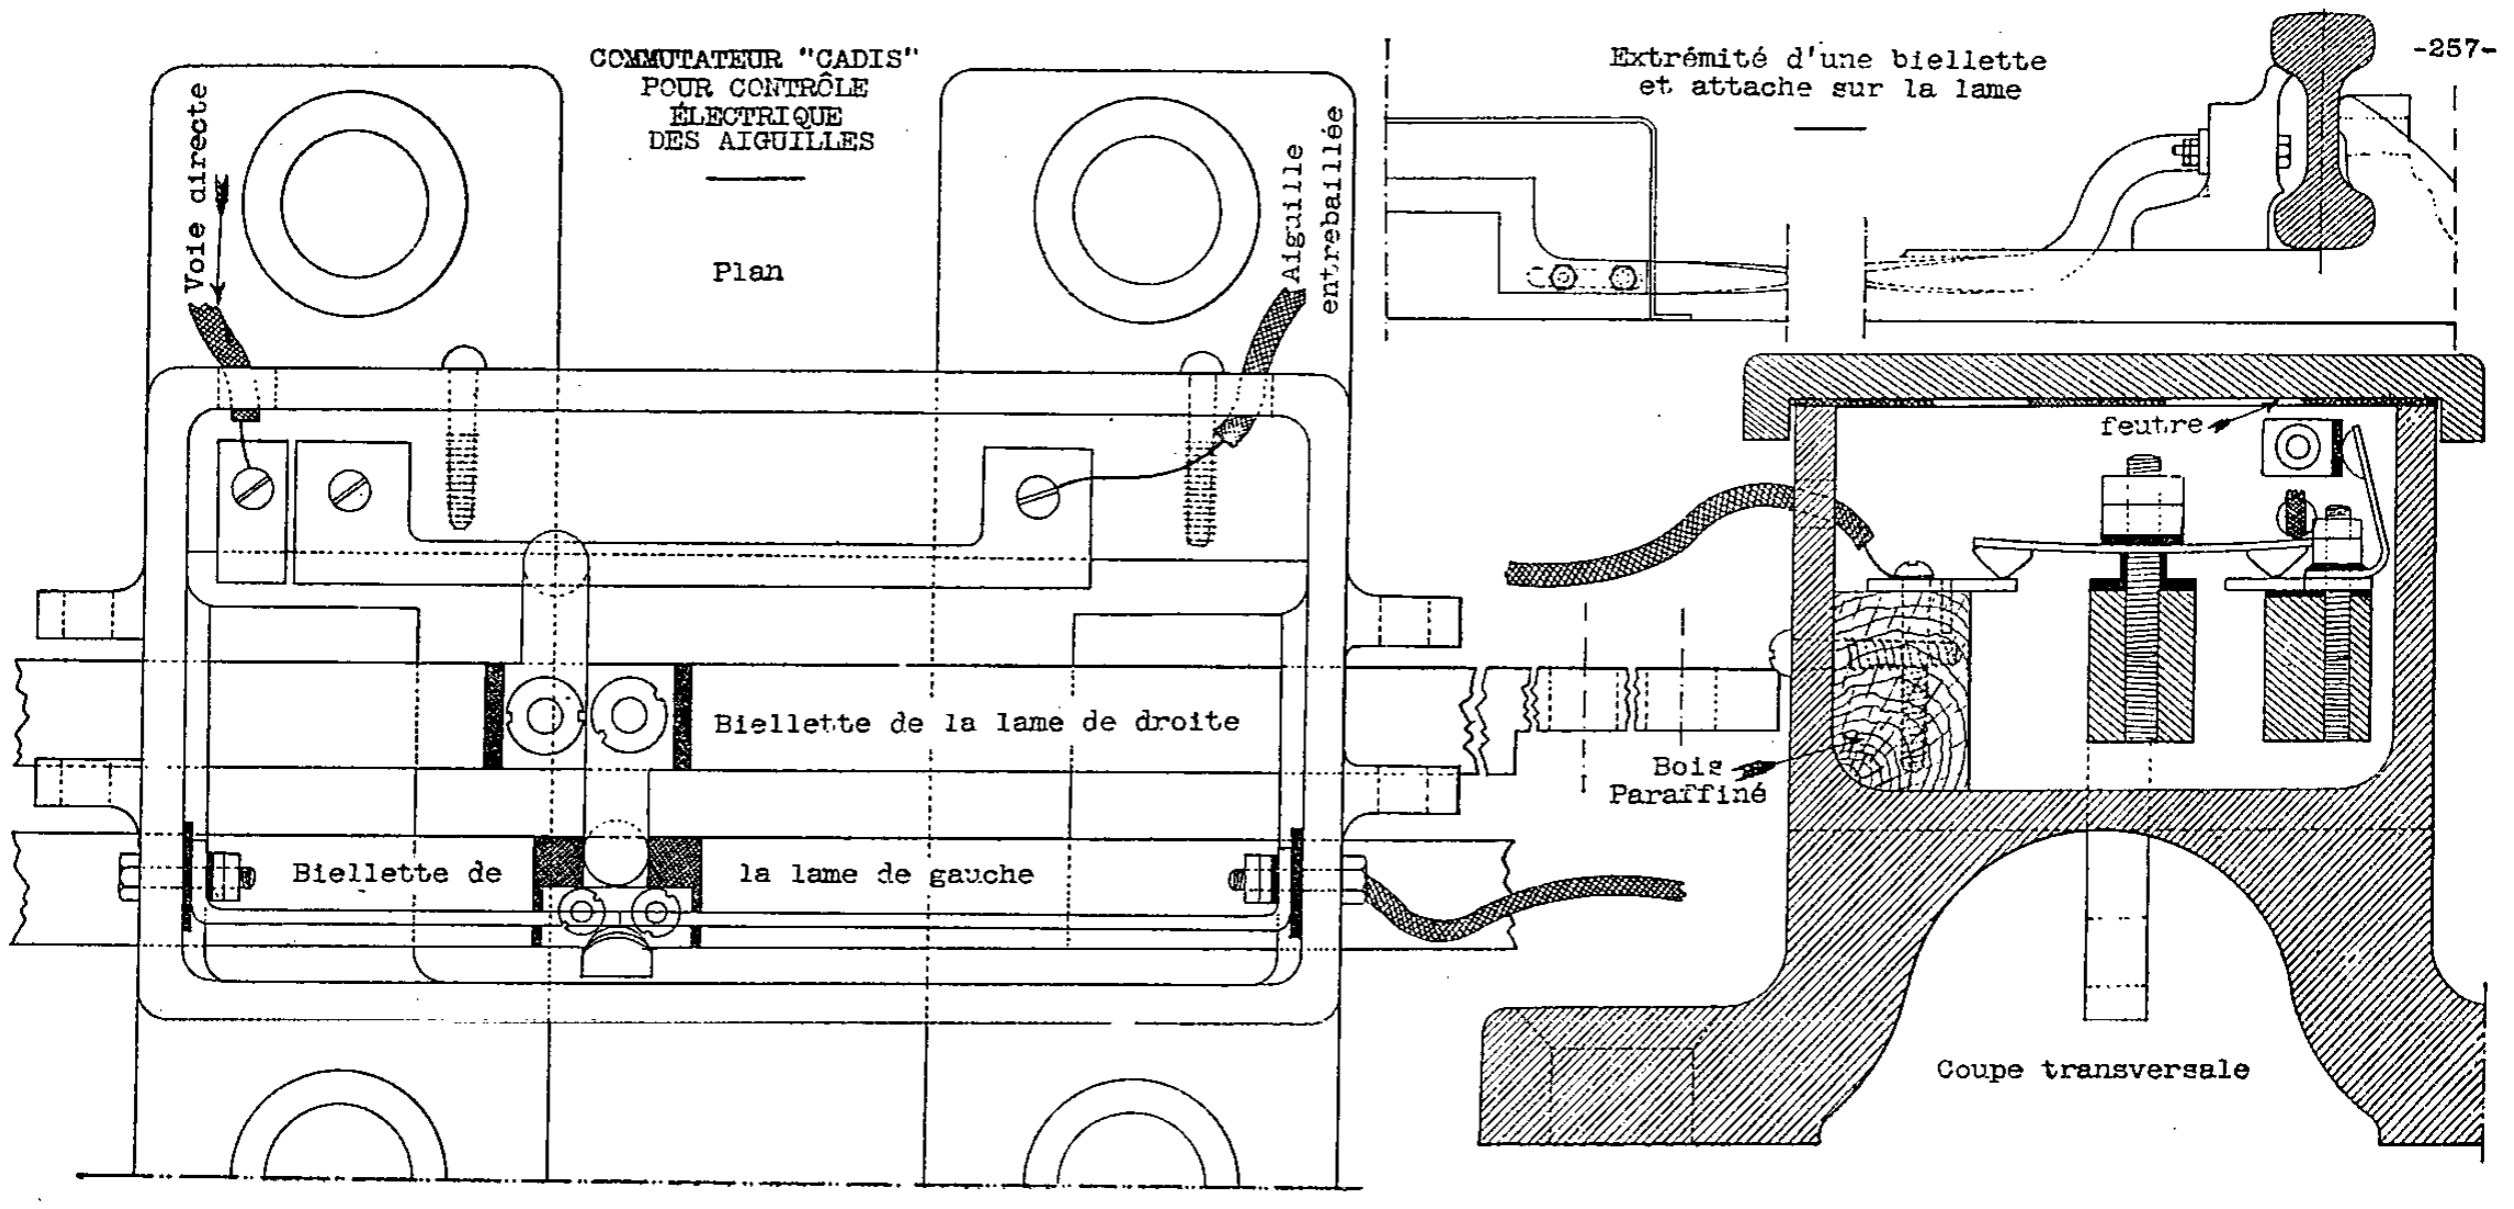 COMMUTATEUR "CADIS"
POUR CONTRÔLE
ÉLECTRIQUE
DES AIGUILLES
Plan
Voie directe
Aiguille
entrebaillée
Extrémité d'une biellette
et attache sur la lame
-257-
feutre
Biellette de la lame de droite
Bois
Paraffiné
Biellette de la lame de gauche
Coupe transversale